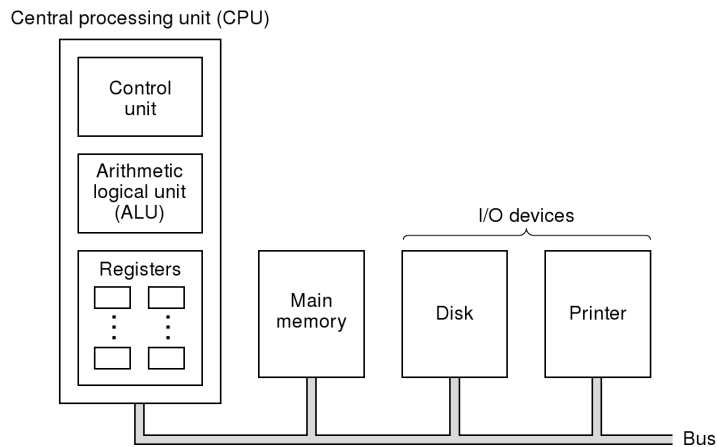 Central processing unit (CPU)
Control
unit
Arithmetic
logical unit
(ALU)
Registers
I/O devices
Main
memory
Disk
Printer
Bus